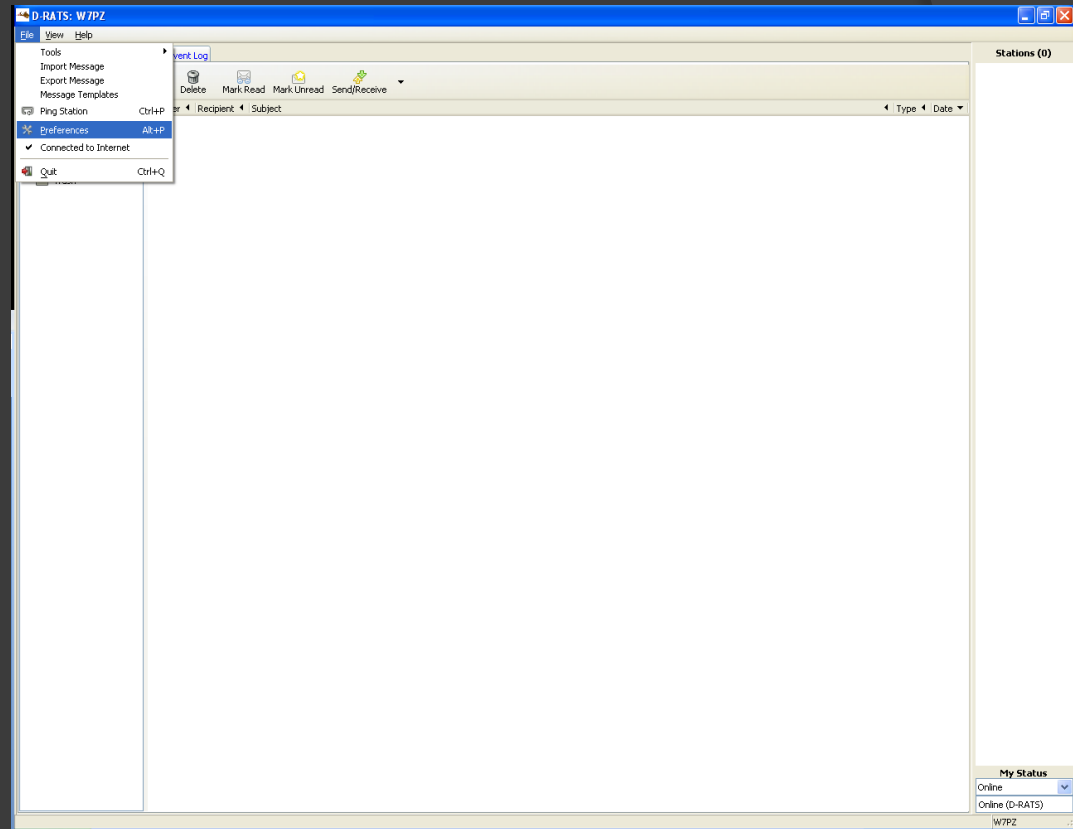 D-RATS: W7PZ
File View Help
Tools
Import Message
Export Message
Message Templates
Ping Station Ctrl+P
Preferences Alt+P
Connected to Internet
Quit Ctrl+Q
vent Log
Delete Mark Read Mark Unread Send/Receive
er Recipient Subject Type Date
Stations (0)
My Status
Online
Online (D-RATS)
W7PZ